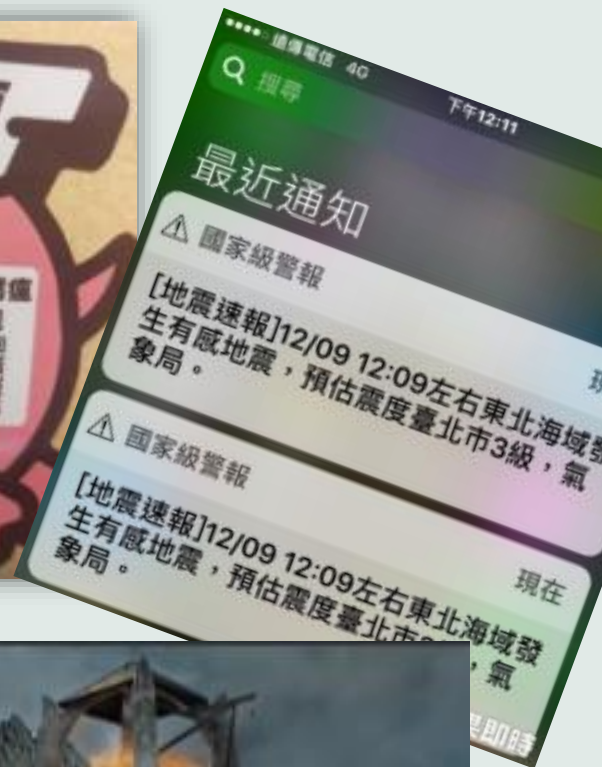 遠傳電信 4G 下午12:11
搜尋
最近通知
國家級警報
[地震速報]12/09 12:09左右東北海域發
生有感地震，預估震度臺北市3級，氣
象局。
國家級警報 現在
[地震速報]12/09 12:09左右東北海域發
生有感地震，預估震度臺北市
，氣
象局。
即時